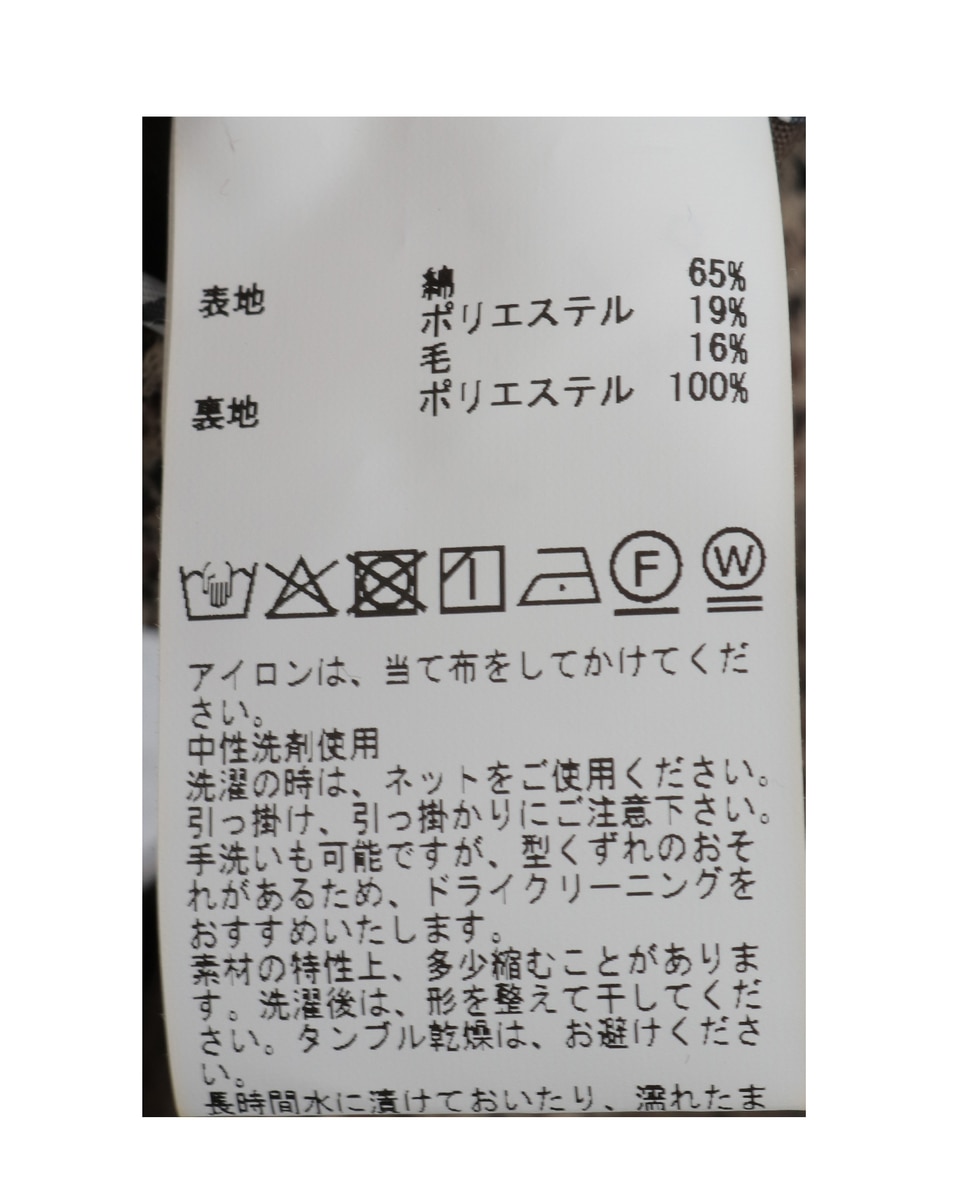 表地 綿 65%
ポリエステル 19%
毛 16%
裏地 ポリエステル 100%
F W
アイロンは、当て布をしてかけてくだ
さい。
中性洗剤使用
洗濯の時は、ネットをご使用ください。
引っ掛け、引っ掛かりにご注意下さい。
手洗いも可能ですが、型くずれのおそ
れがあるため、ドライクリーニングを
おすすめいたします。
素材の特性上、多少縮むことがありま
す。洗濯後は、形を整えて干してくだ
さい。タンブル乾燥は、お避けくださ
い。
長時間水に漬けておいたり、濡れたま